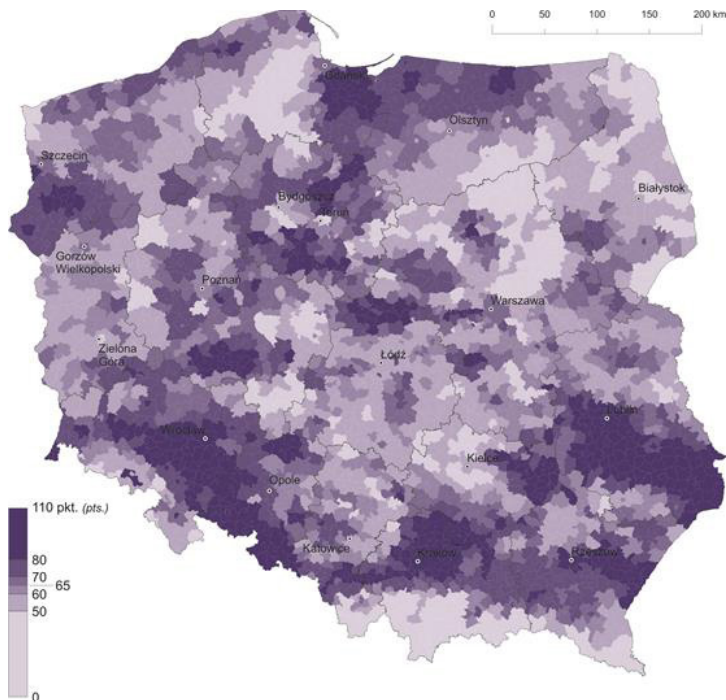 0 50 100 150 200 km
Gdańsk
Olsztyn
Szczecin
Białystok
Bydgoszcz
Toruń
Gorzów
Wielkopolski
Poznań
Warszawa
Zielona
Góra
Łódź
Lublin
Wrocław
Kielce
Opole
110 pkt. (pts.)
Katowice
Kraków
Rzeszów
80
70
65
60
50
0